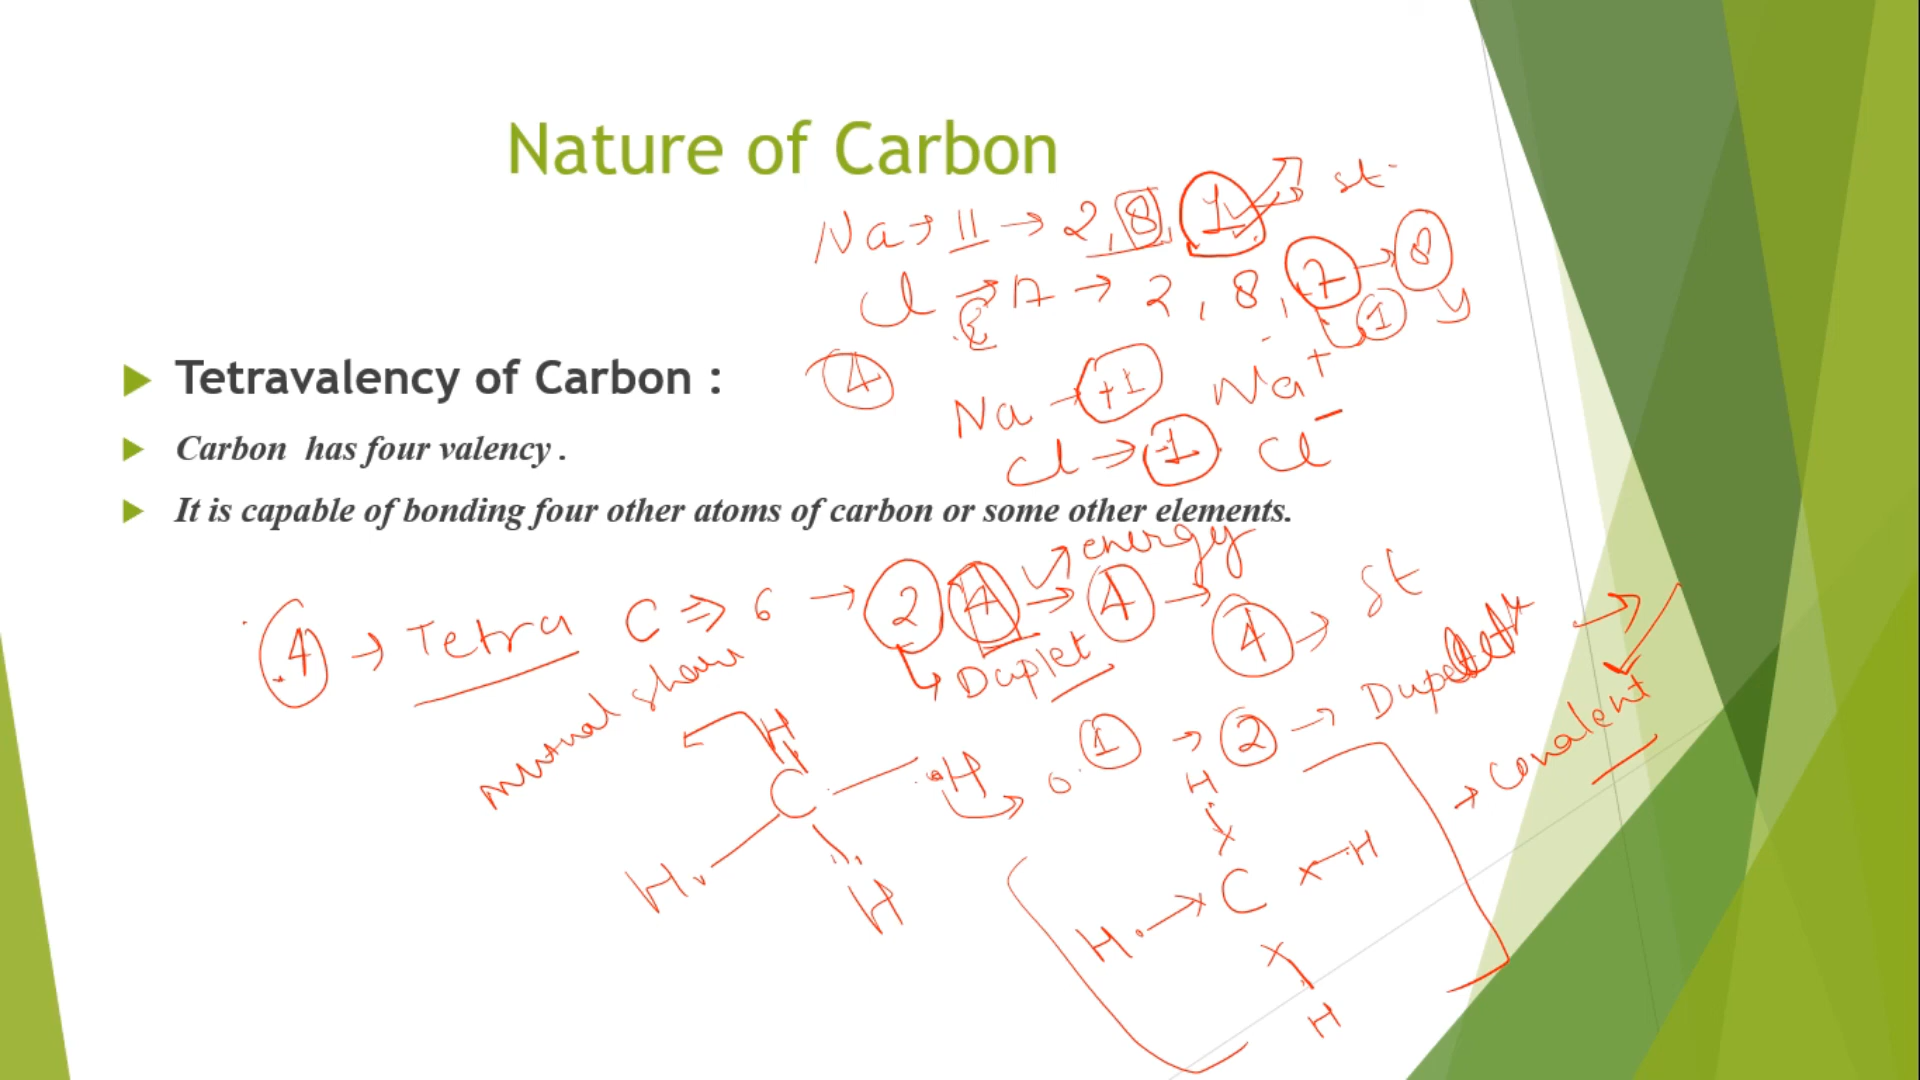 Nature of Carbon
Na → 11 → 2, 8, 1 → st
Cl → 17 → 2, 8, 7 → 8
1
Tetravalency of Carbon :
4
Na → +1 Na+
Cl → -1 Cl-
Carbon has four valency .
It is capable of bonding four other atoms of carbon or some other elements.
energy
4 → Tetra C ⇒ 6 → 2 4 → 4 → 4 → st
Duplet
mutual share
1 → 2 → Duplet
→ Covalent
H
C H
H H
H
x
H. x C x H
x
H